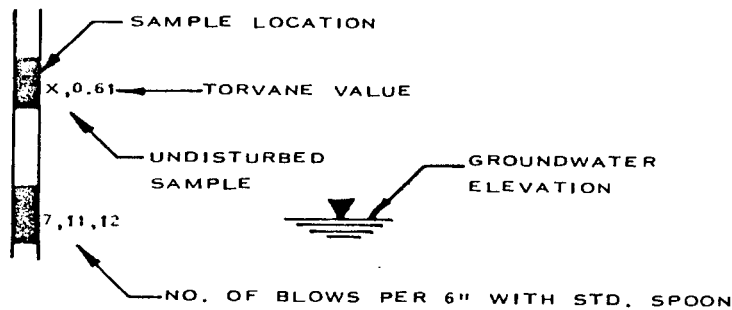 SAMPLE LOCATION
X,0.61
TORVANE VALUE
UNDISTURBED
SAMPLE
GROUNDWATER
ELEVATION
7,11,12
NO. OF BLOWS PER 6" WITH STD. SPOON